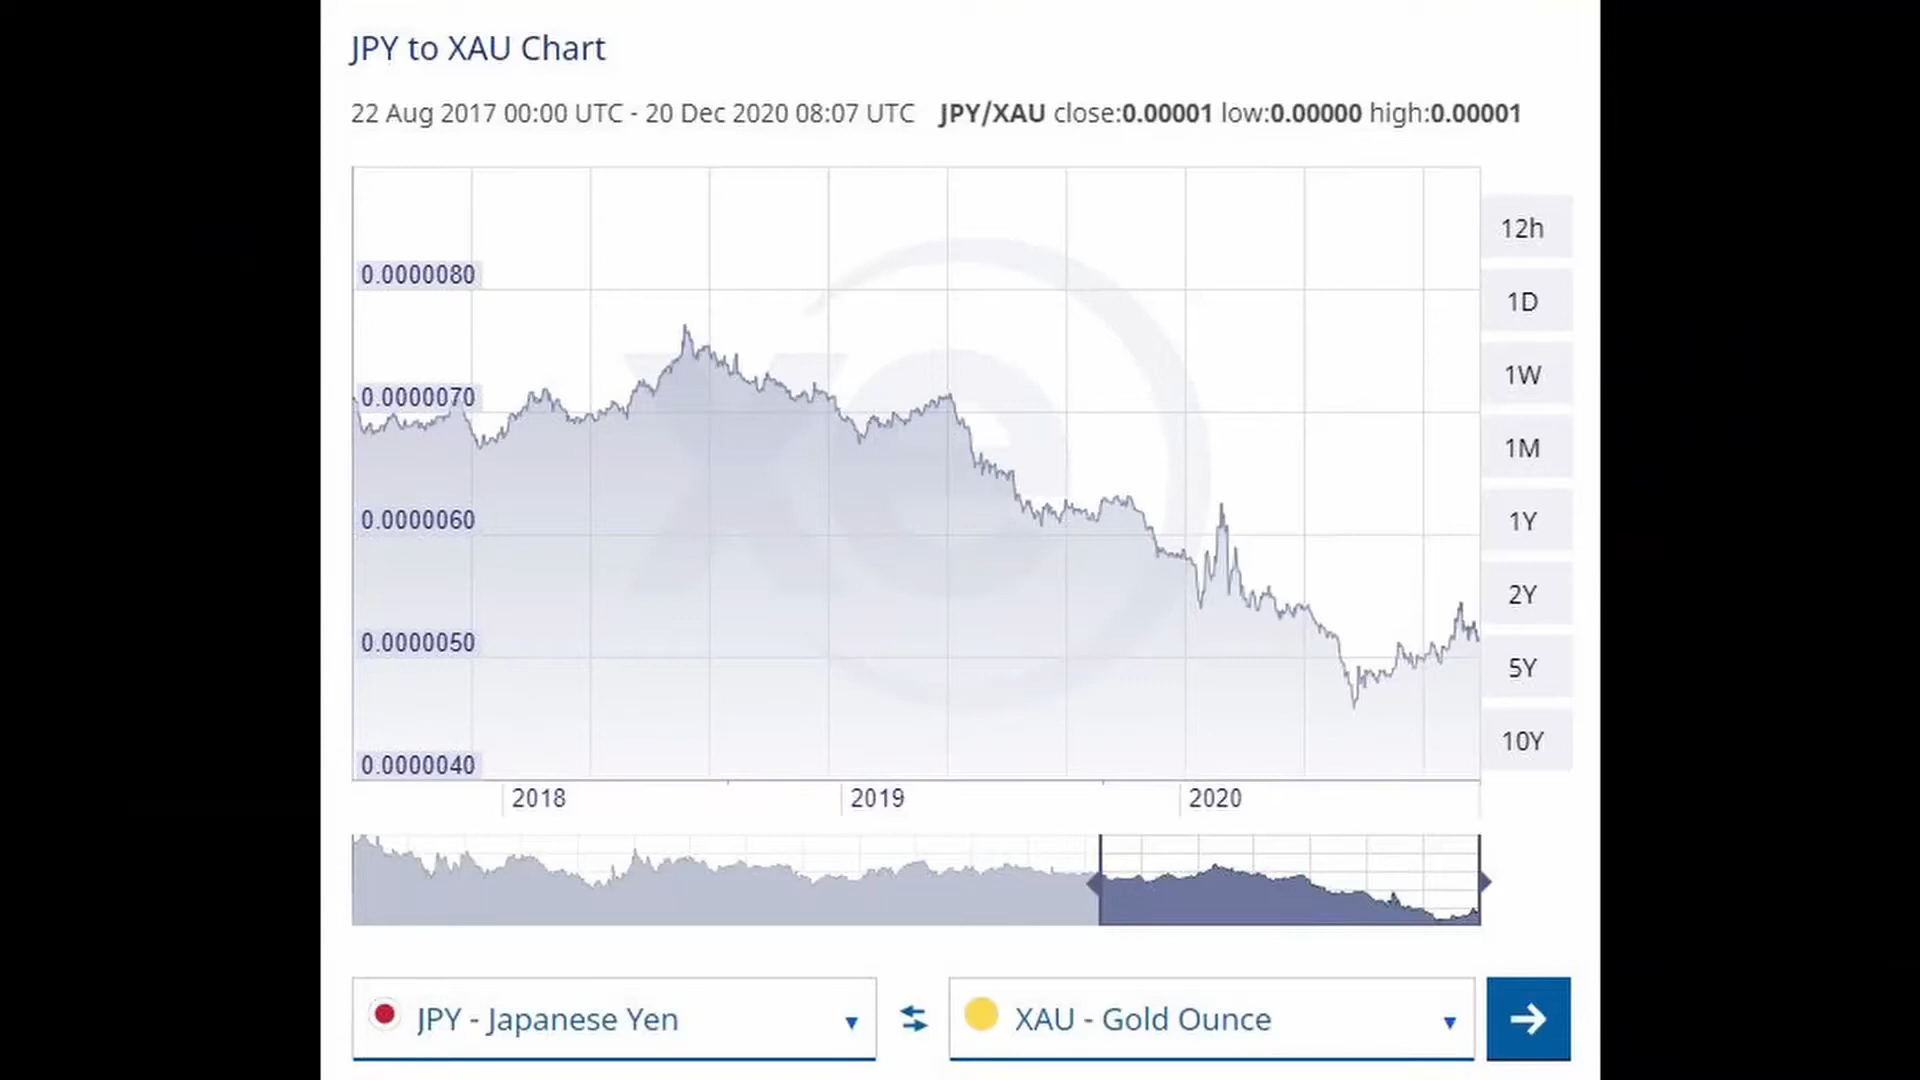 JPY to XAU Chart
22 Aug 2017 00:00 UTC - 20 Dec 2020 08:07 UTC JPY/XAU close:0.00001 low:0.00000 high:0.00001
0.0000080
0.0000070
0.0000060
0.0000050
0.0000040
xe
12h
1D
1W
1M
1Y
2Y
5Y
10Y
2018 2019 2020
JPY - Japanese Yen XAU - Gold Ounce